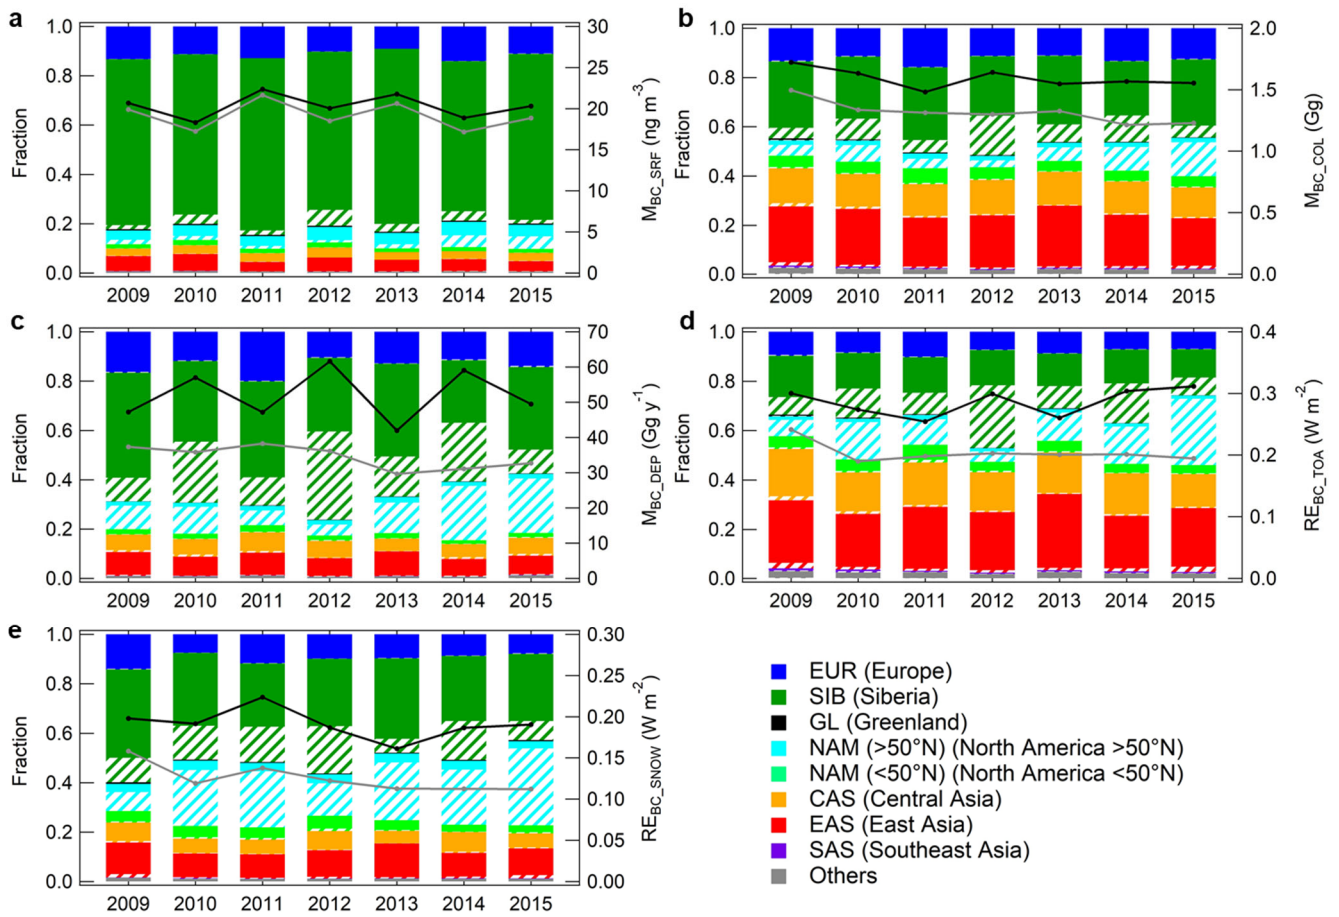 a
1.0
0.8
0.6
0.4
0.2
0.0
Fraction
30
25
20
15
10
5
0
M_BC_SRF (ng m⁻³)
2009 2010 2011 2012 2013 2014 2015
b
1.0
0.8
0.6
0.4
0.2
0.0
Fraction
2.0
1.5
1.0
0.5
0.0
M_BC_COL (Gg)
2009 2010 2011 2012 2013 2014 2015
c
1.0
0.8
0.6
0.4
0.2
0.0
Fraction
70
60
50
40
30
20
10
0
M_BC_DEP (Gg y⁻¹)
2009 2010 2011 2012 2013 2014 2015
d
1.0
0.8
0.6
0.4
0.2
0.0
Fraction
0.4
0.3
0.2
0.1
0.0
RE_BC_TOA (W m⁻²)
2009 2010 2011 2012 2013 2014 2015
e
1.0
0.8
0.6
0.4
0.2
0.0
Fraction
0.30
0.25
0.20
0.15
0.10
0.05
0.00
RE_BC_SNOW (W m⁻²)
2009 2010 2011 2012 2013 2014 2015
EUR (Europe)
SIB (Siberia)
GL (Greenland)
NAM (>50°N) (North America >50°N)
NAM (<50°N) (North America <50°N)
CAS (Central Asia)
EAS (East Asia)
SAS (Southeast Asia)
Others